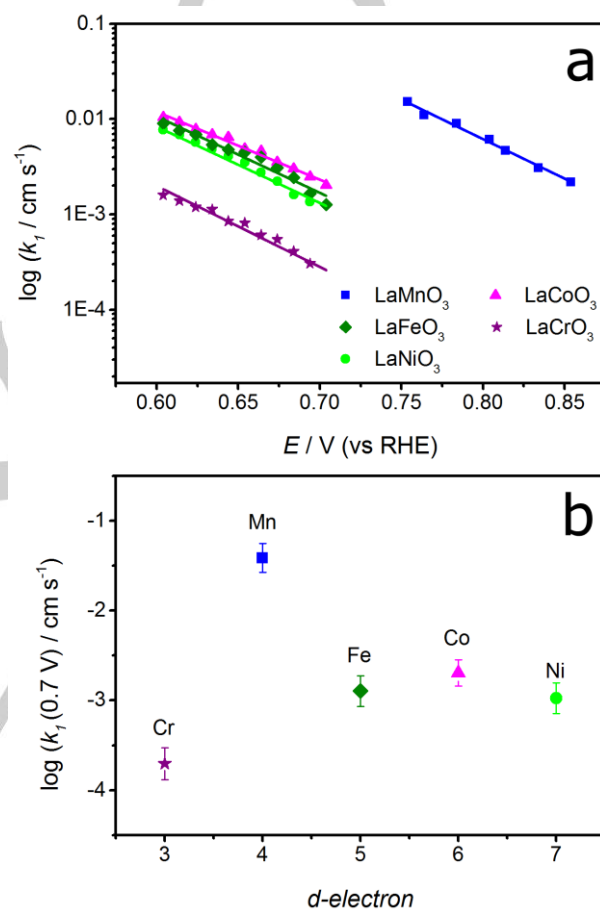 a
0.1
0.01
1E-3
1E-4
log (k₁ / cm s⁻¹)
LaMnO₃
LaCoO₃
LaFeO₃
LaCrO₃
LaNiO₃
0.60 0.65 0.70 0.75 0.80 0.85
E / V (vs RHE)
b
-1
-2
-3
-4
log (k₁ (0.7 V) / cm s⁻¹)
Mn
Fe
Co
Ni
Cr
3 4 5 6 7
d-electron